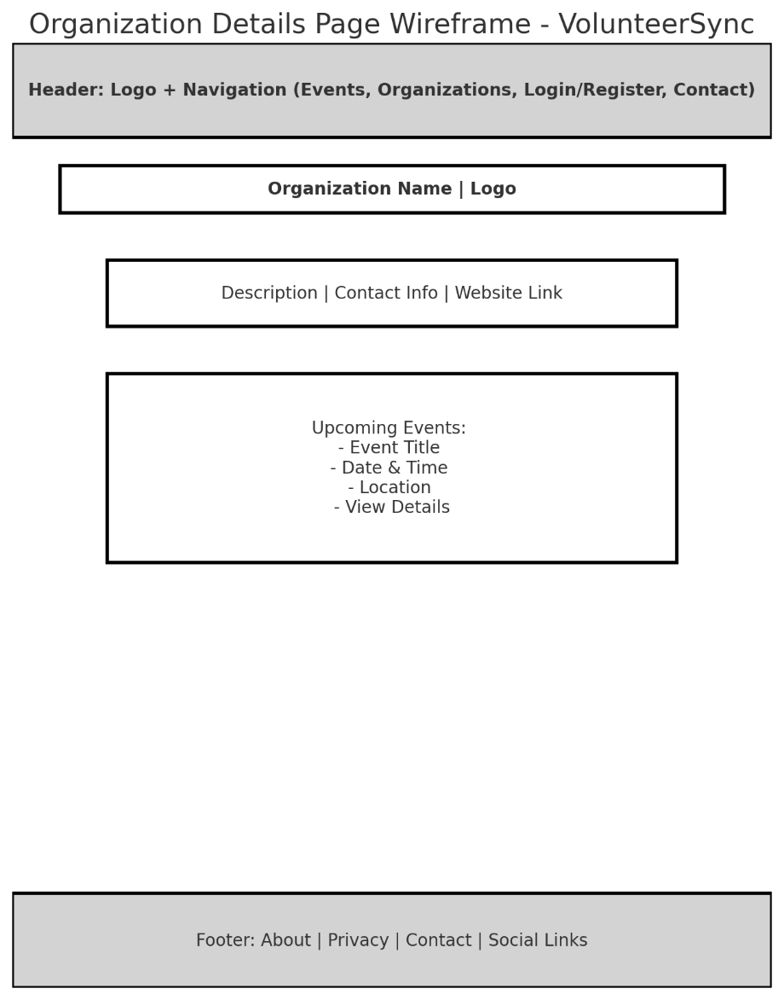 Organization Details Page Wireframe - VolunteerSync
Header: Logo + Navigation (Events, Organizations, Login/Register, Contact)
Organization Name | Logo
Description | Contact Info | Website Link
Upcoming Events:
- Event Title
- Date & Time
- Location
- View Details
Footer: About | Privacy | Contact | Social Links